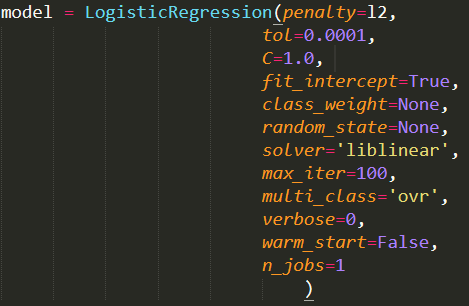 model = LogisticRegression(penalty=l2,
tol=0.0001,
C=1.0,
fit_intercept=True,
class_weight=None,
random_state=None,
solver='liblinear',
max_iter=100,
multi_class='ovr',
verbose=0,
warm_start=False,
n_jobs=1
)